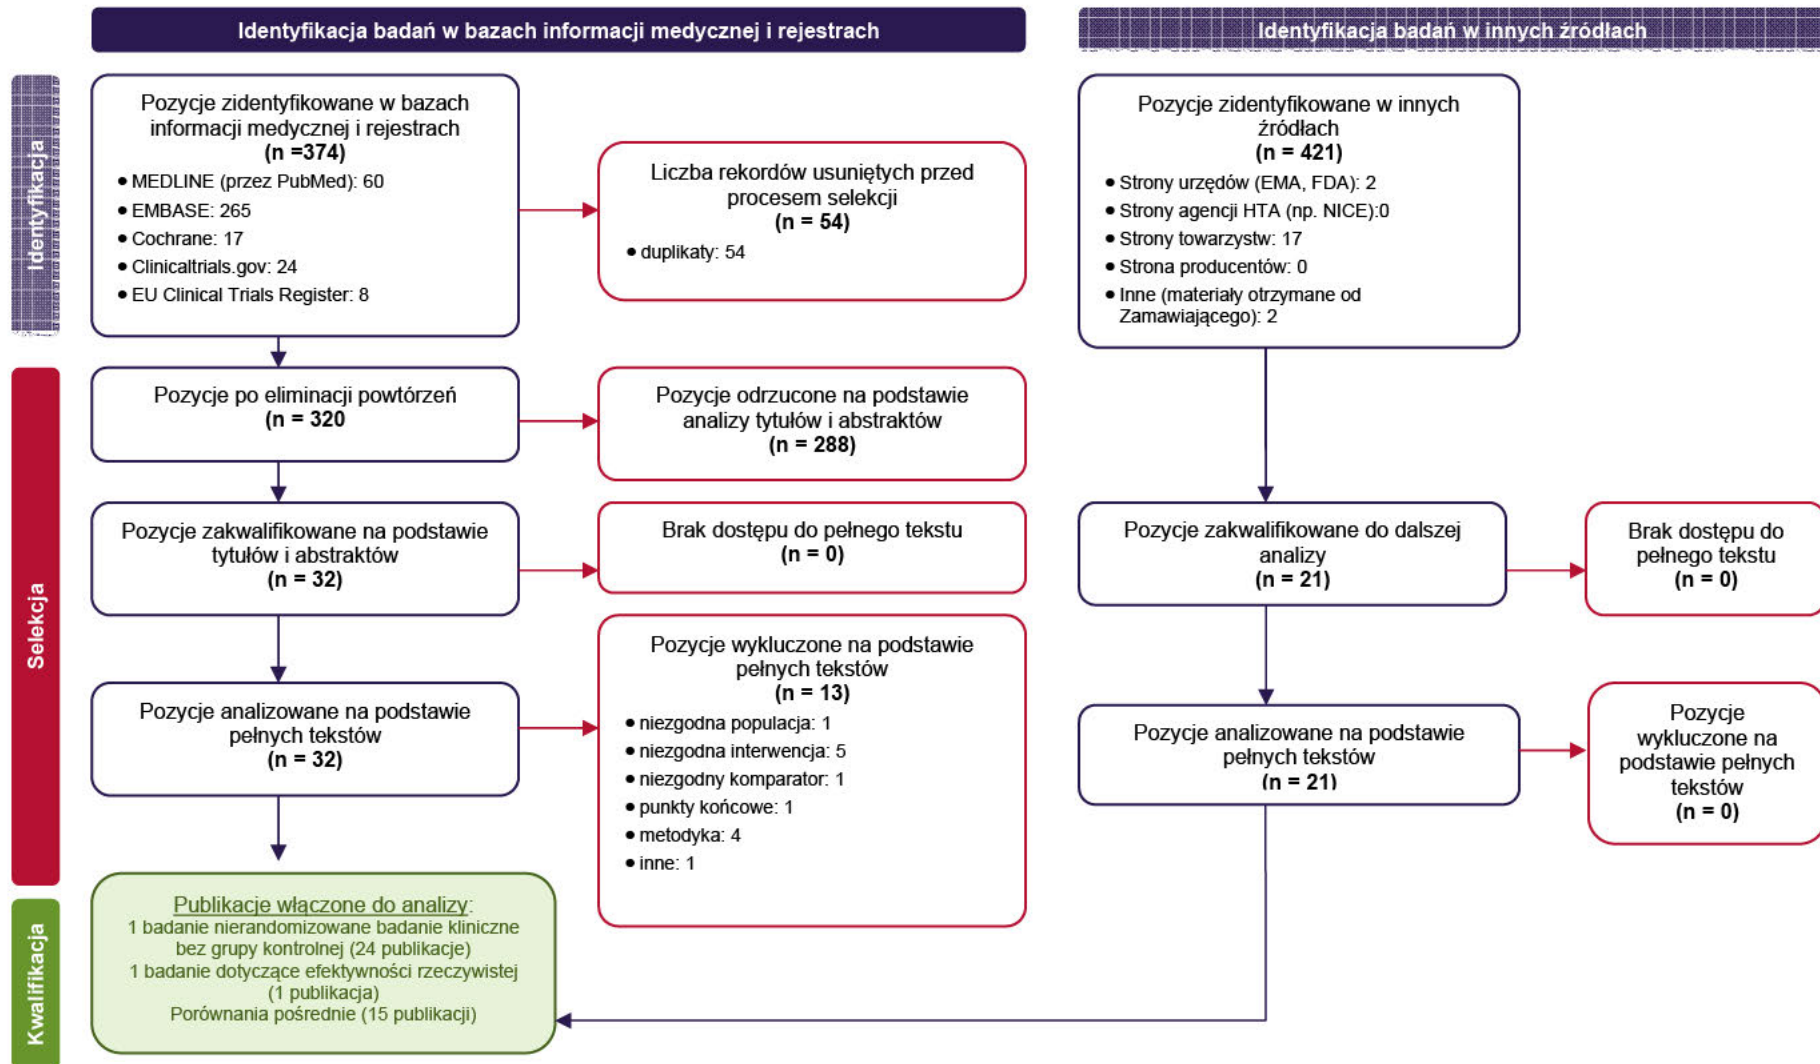 Identyfikacja badań w bazach informacji medycznej i rejestrach
Identyfikacja badań w innych źródłach
Identyfikacja
Pozycje zidentyfikowane w bazach
informacji medycznej i rejestrach
(n =374)
• MEDLINE (przez PubMed): 60
• EMBASE: 265
• Cochrane: 17
• Clinicaltrials.gov: 24
• EU Clinical Trials Register: 8
Liczba rekordów usuniętych przed
procesem selekcji
(n = 54)
• duplikaty: 54
Pozycje zidentyfikowane w innych
źródłach
(n = 421)
• Strony urzędów (EMA, FDA): 2
• Strony agencji HTA (np. NICE):0
• Strony towarzystw: 17
• Strona producentów: 0
• Inne (materiały otrzymane od
Zamawiającego): 2
Selekcja
Pozycje po eliminacji powtórzeń
(n = 320
Pozycje odrzucone na podstawie
analizy tytułów i abstraktów
(n = 288)
Pozycje zakwalifikowane na podstawie
tytułów i abstraktów
(n = 32)
Brak dostępu do pełnego tekstu
(n = 0)
Pozycje zakwalifikowane do dalszej
analizy
(n = 21)
Brak dostępu do
pełnego tekstu
(n = 0)
Pozycje analizowane na podstawie
pełnych tekstów
(n = 32)
Pozycje wykluczone na podstawie
pełnych tekstów
(n = 13)
• niezgodna populacja: 1
• niezgodna interwencja: 5
• niezgodny komparator: 1
• punkty końcowe: 1
• metodyka: 4
• inne: 1
Pozycje analizowane na podstawie
pełnych tekstów
(n = 21)
Pozycje
wykluczone na
podstawie pełnych
tekstów
(n = 0)
Kwalifikacja
Publikacje włączone do analizy:
1 badanie nierandomizowane badanie kliniczne
bez grupy kontrolnej (24 publikacje)
1 badanie dotyczące efektywności rzeczywistej
(1 publikacja)
Porównania pośrednie (15 publikacji)